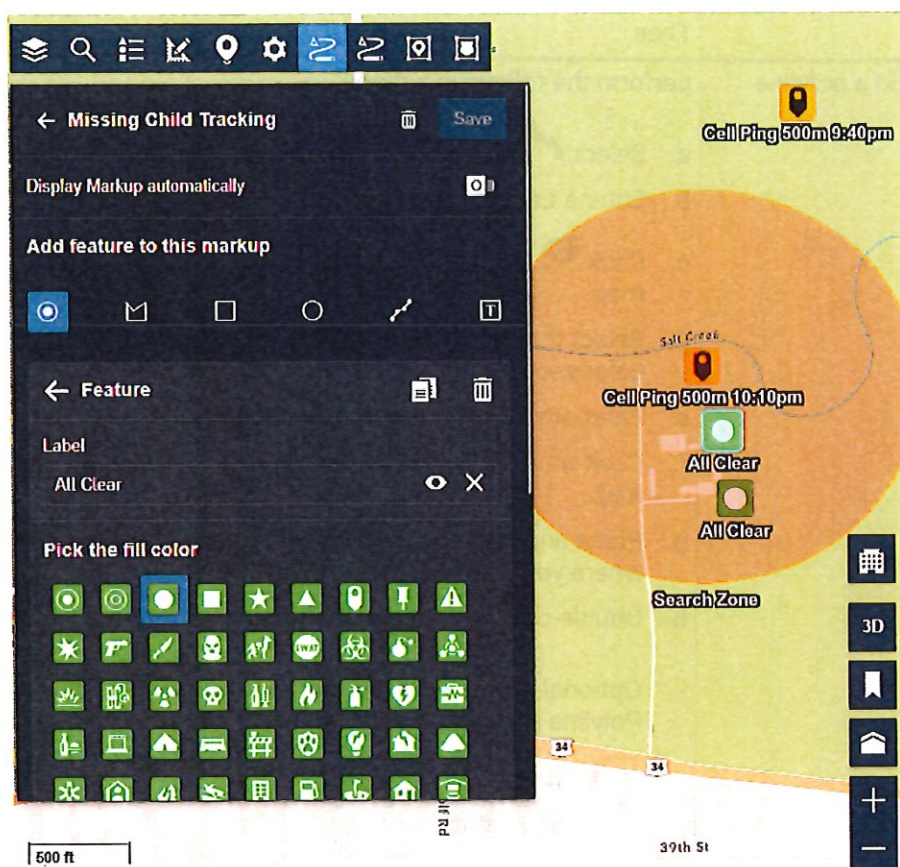 ← Missing Child Tracking
Save
Display Markup automatically
Add feature to this markup
T
← Feature
Label
All Clear
Pick the fill color
SWAT
500 ft
Cell Ping 500m 9:40pm
Salt Creek
Cell Ping 500m 10:10pm
All Clear
All Clear
Search Zone
3D
34
34
39th St